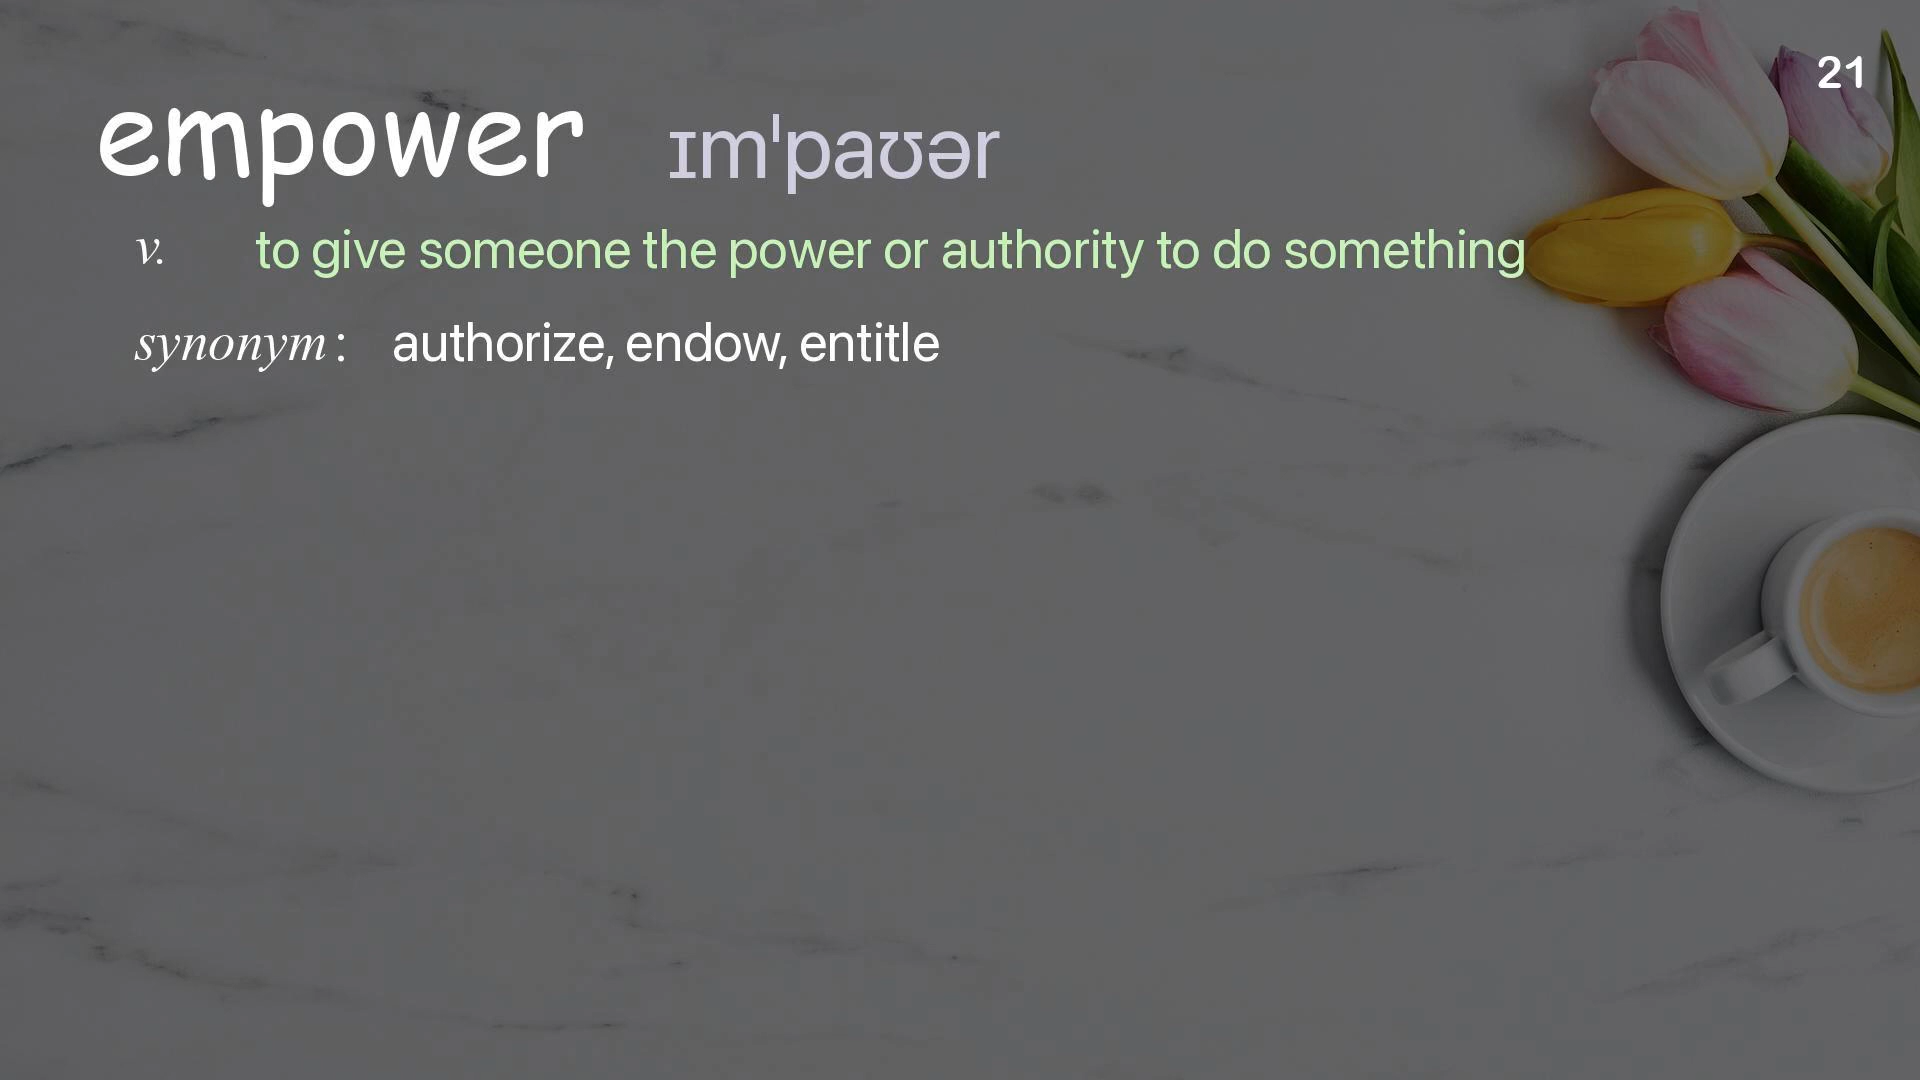 21
empower ɪmˈpaʊər
v. to give someone the power or authority to do something
synonym : authorize, endow, entitle